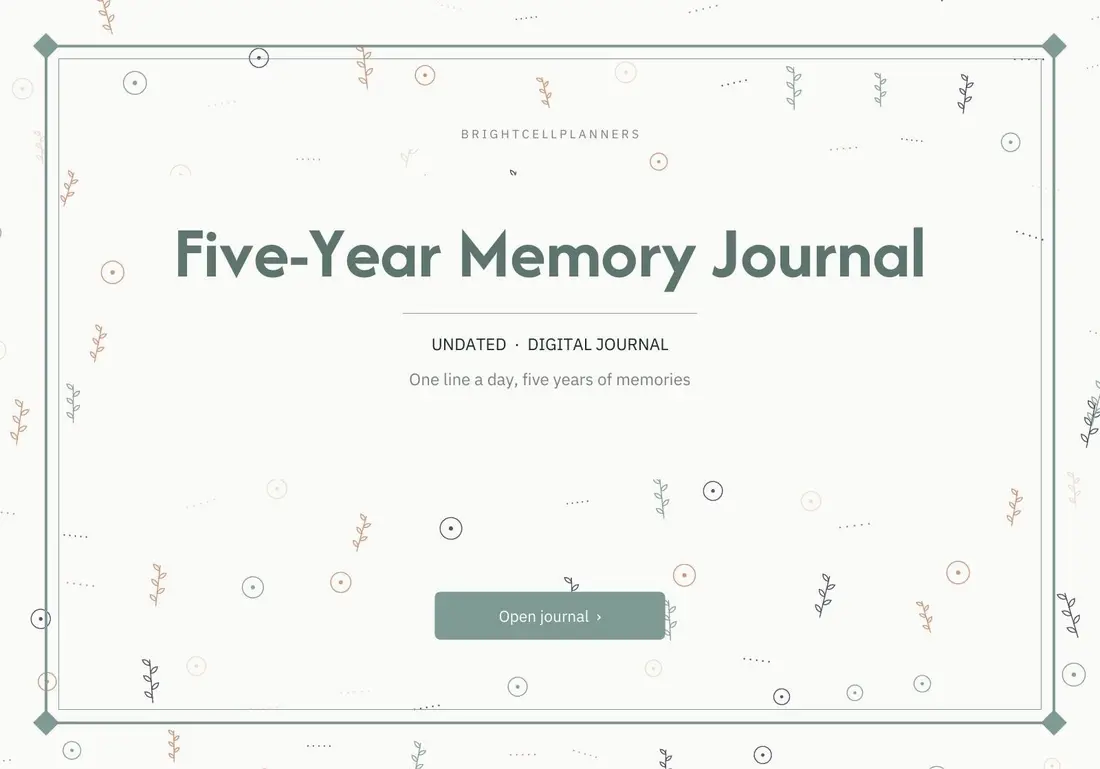 BRIGHTCELLPLANNERS
Five-Year Memory Journal
UNDATED · DIGITAL JOURNAL
One line a day, five years of memories
Open journal ›